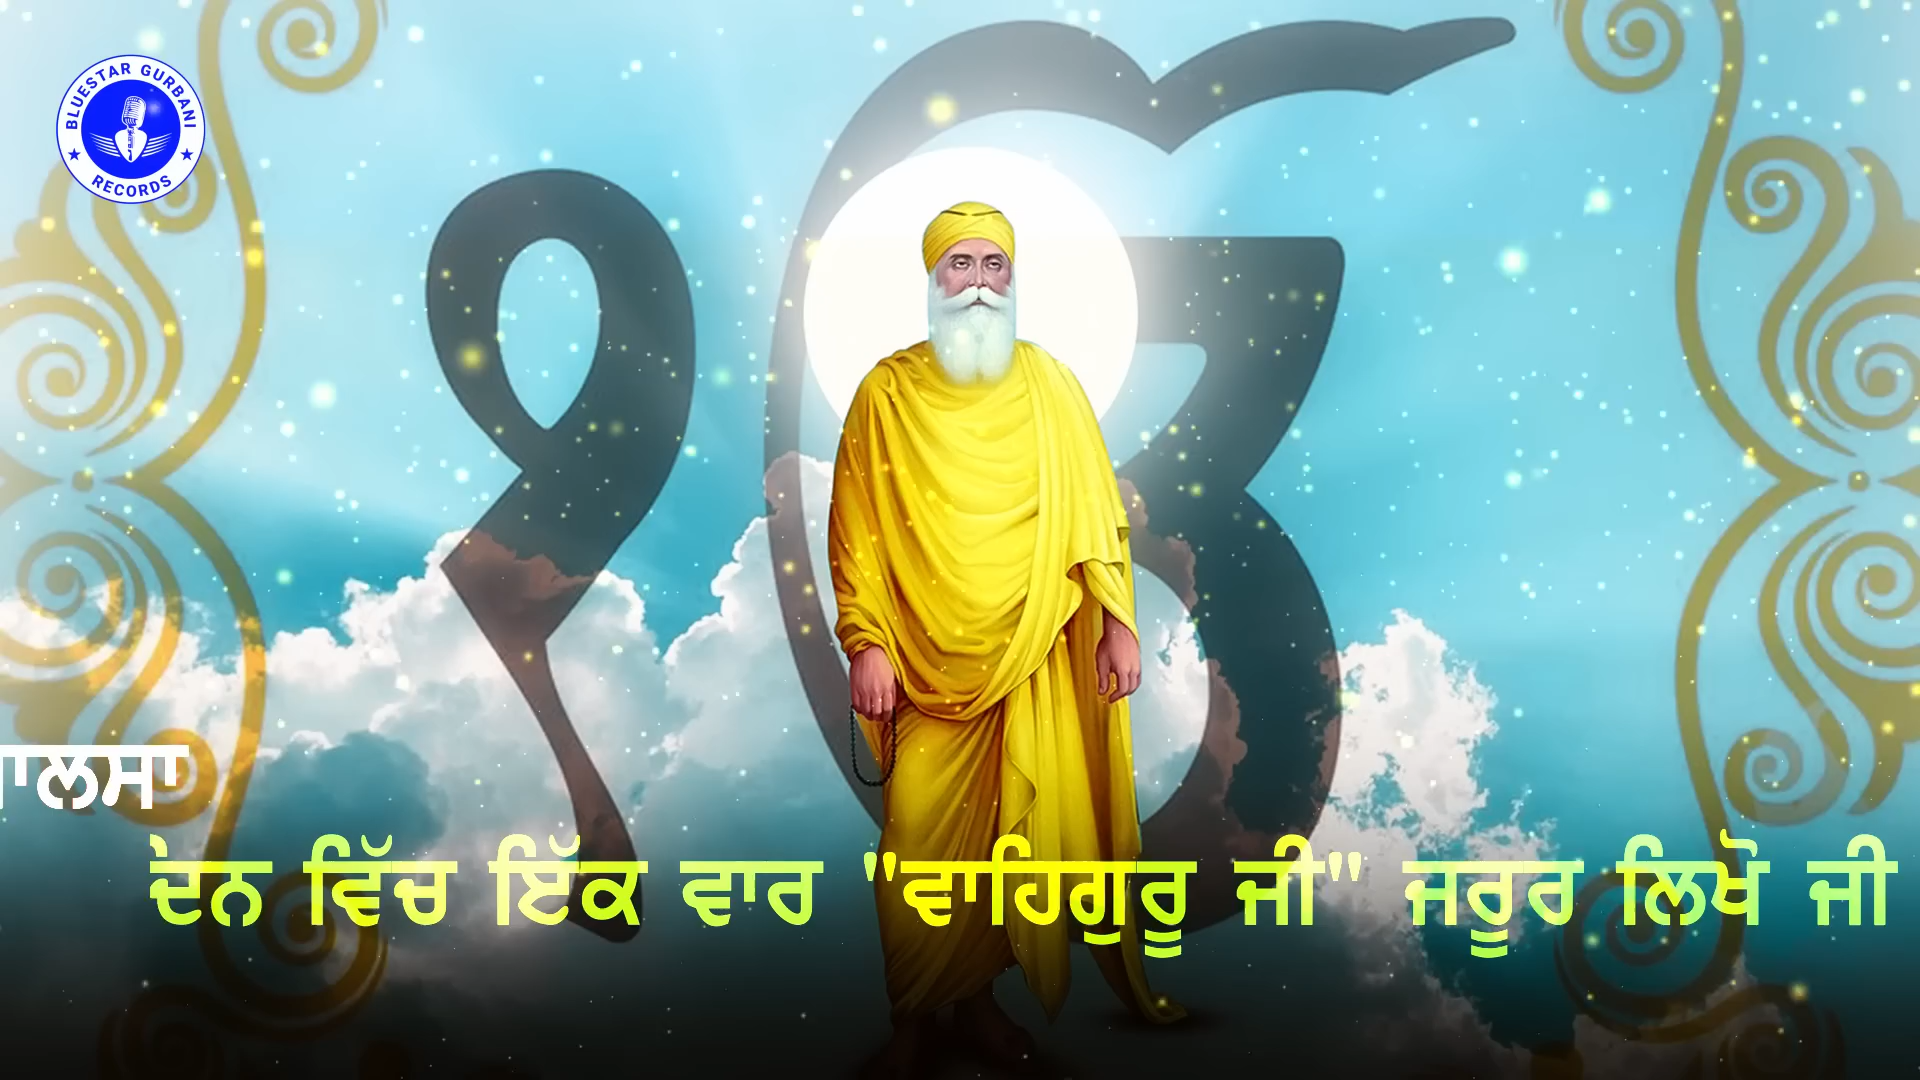 BLUESTAR GURBANI
RECORDS
ੴ
ਾਲਸਾ
ਦੇਨ ਵਿੱਚ ਇੱਕ ਵਾਰ "ਵਾਹਿਗੁਰੂ ਜੀ" ਜਰੂਰ ਲਿਖੋ ਜੀ